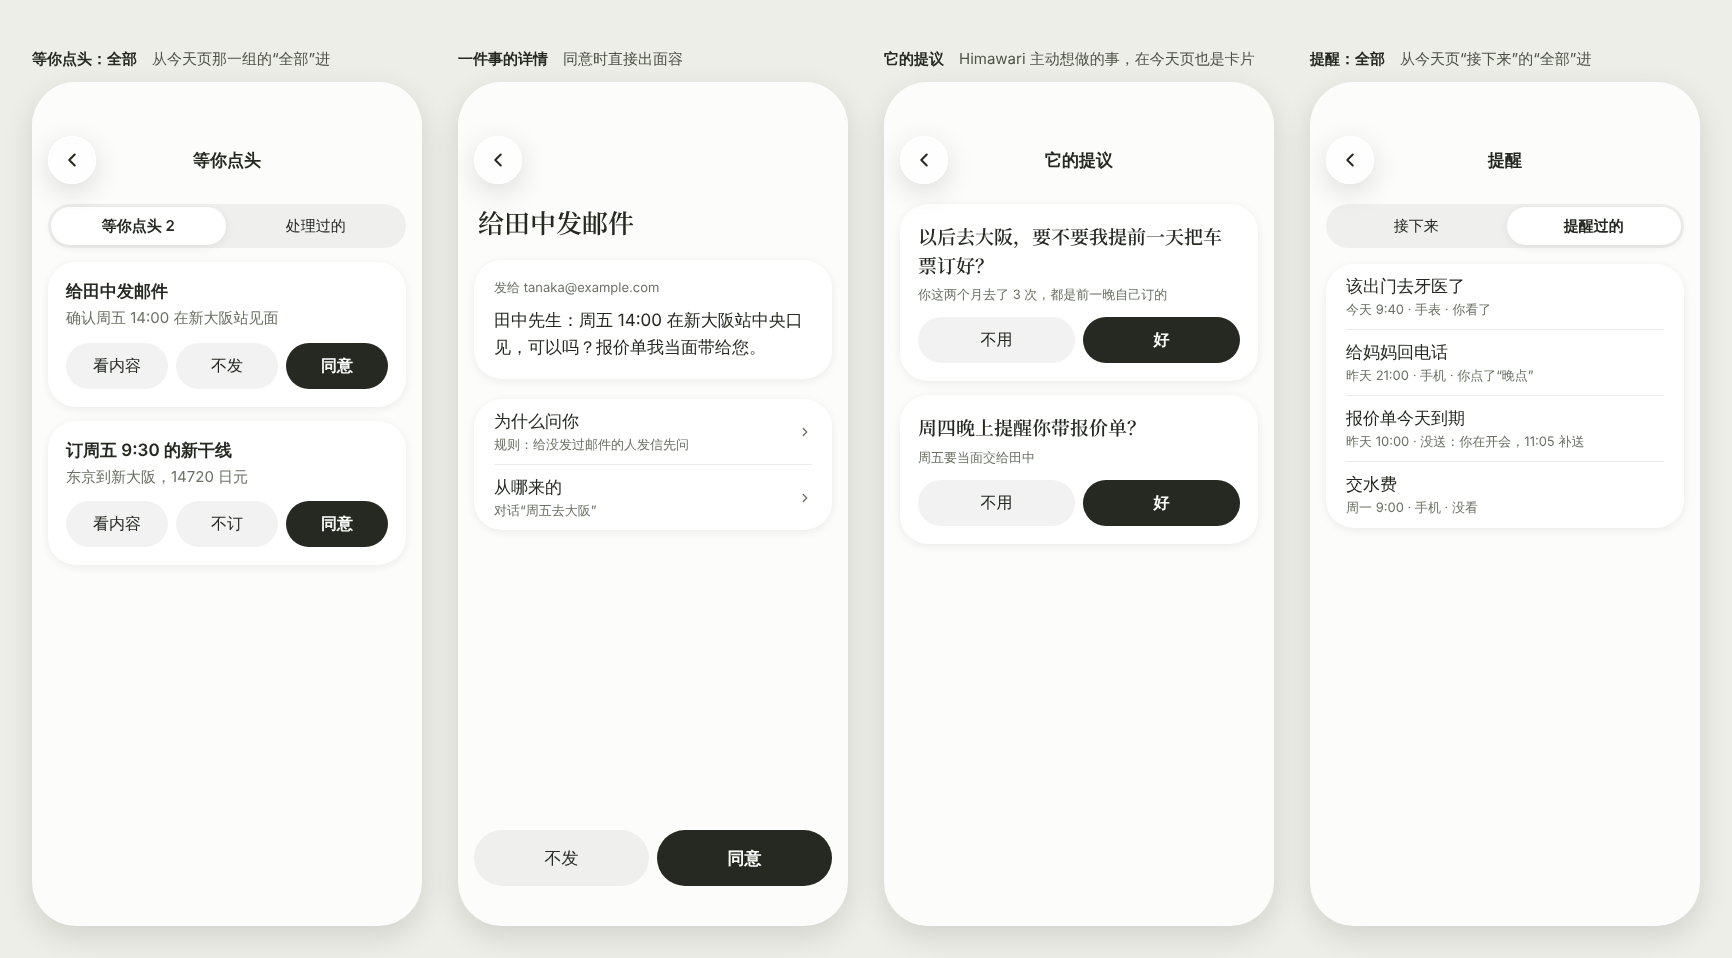 等你点头：全部 从今天页那一组的“全部”进
等你点头
等你点头 2 处理过的
给田中发邮件
确认周五 14:00 在新大阪站见面
看内容 不发 同意
订周五 9:30 的新干线
东京到新大阪，14720 日元
看内容 不订 同意
一件事的详情 同意时直接出面容
给田中发邮件
发给 tanaka@example.com
田中先生：周五 14:00 在新大阪站中央口
见，可以吗？报价单我当面带给您。
为什么问你
规则：给没发过邮件的人发信先问
从哪来的
对话“周五去大阪”
不发 同意
它的提议 Himawari 主动想做的事，在今天页也是卡片
它的提议
以后去大阪，要不要我提前一天把车
票订好？
你这两个月去了 3 次，都是前一晚自己订的
不用 好
周四晚上提醒你带报价单？
周五要当面交给田中
不用 好
提醒：全部 从今天页“接下来”的“全部”进
提醒
接下来 提醒过的
该出门去牙医了
今天 9:40 · 手表 · 你看了
给妈妈回电话
昨天 21:00 · 手机 · 你点了“晚点”
报价单今天到期
昨天 10:00 · 没送：你在开会，11:05 补送
交水费
周一 9:00 · 手机 · 没看